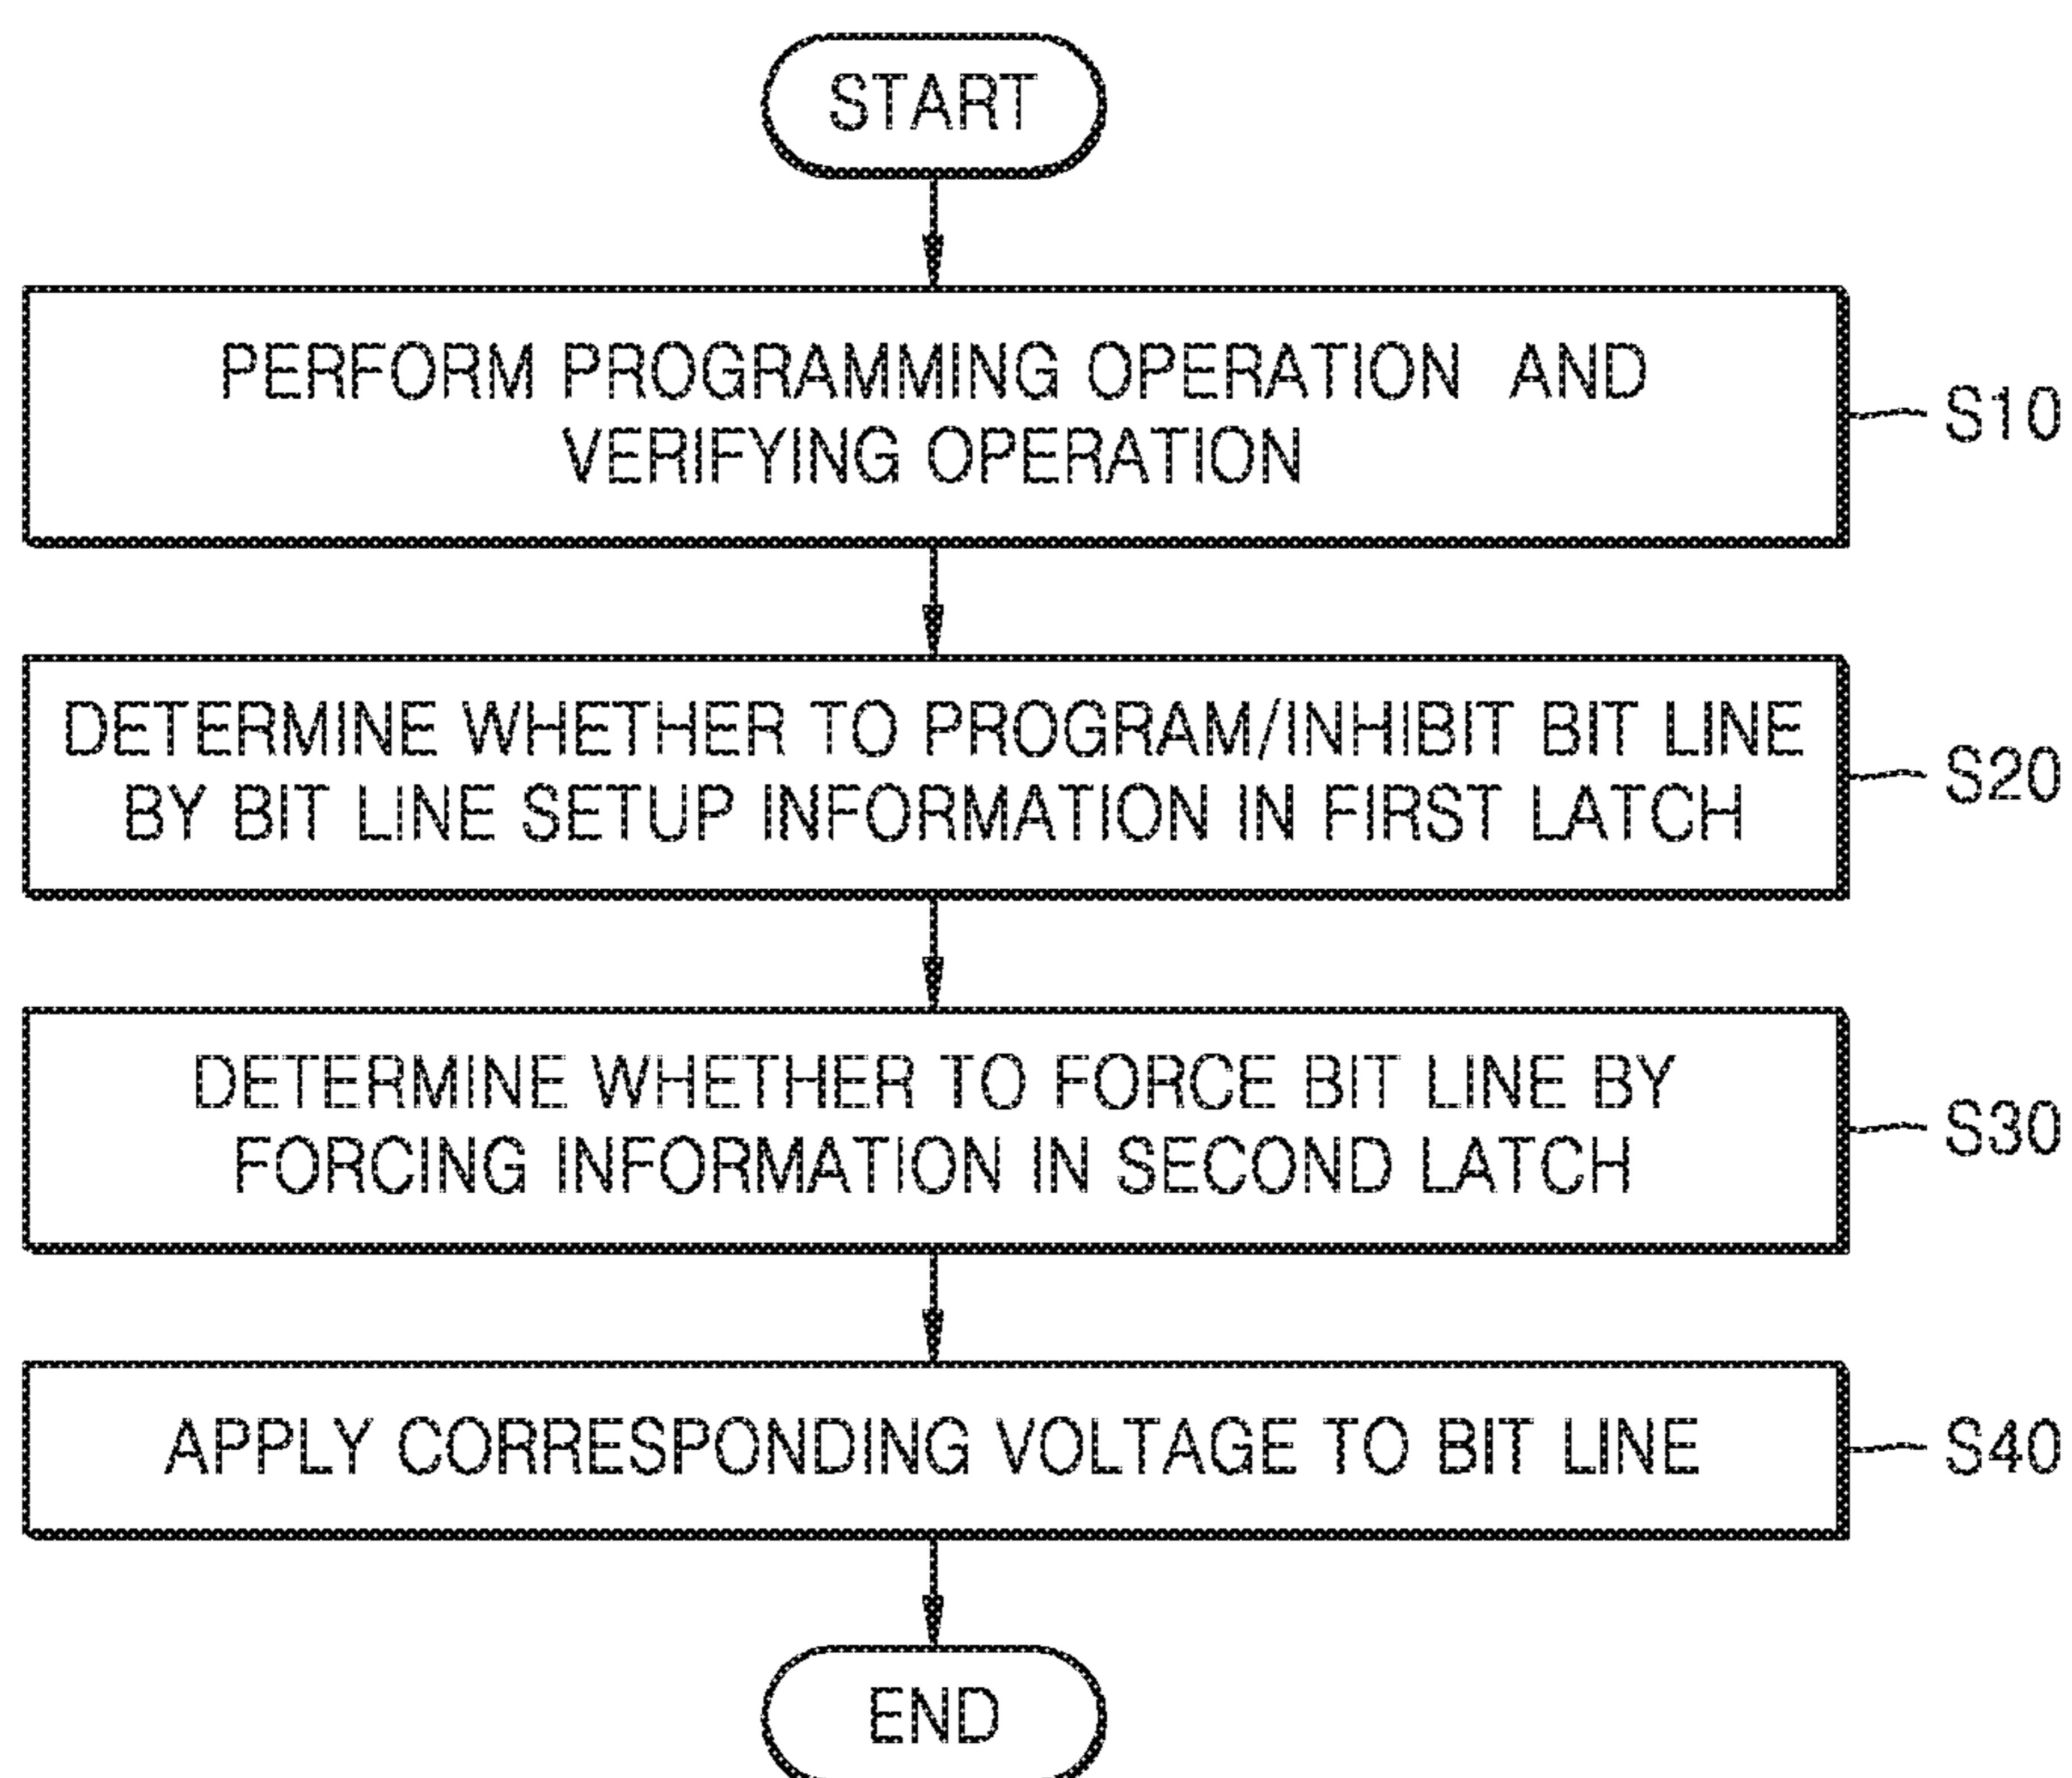 START
PERFORM PROGRAMMING OPERATION AND
VERIFYING OPERATION
S10
DETERMINE WHETHER TO PROGRAM/INHIBIT BIT LINE
BY BIT LINE SETUP INFORMATION IN FIRST LATCH
S20
DETERMINE WHETHER TO FORCE BIT LINE BY
FORCING INFORMATION IN SECOND LATCH
S30
APPLY CORRESPONDING VOLTAGE TO BIT LINE
S40
END